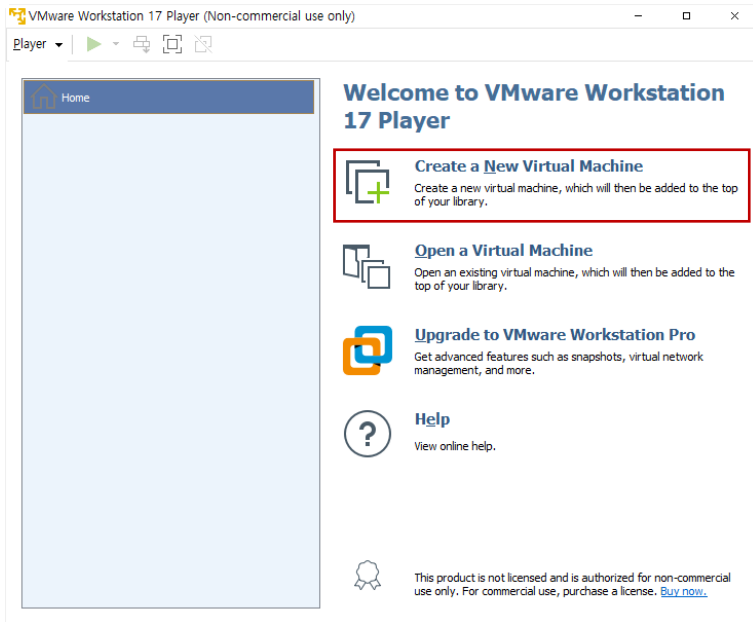 VMware Workstation 17 Player (Non-commercial use only)
Player
Home
Welcome to VMware Workstation
17 Player
Create a New Virtual Machine
Create a new virtual machine, which will then be added to the top
of your library.
Open a Virtual Machine
Open an existing virtual machine, which will then be added to the
top of your library.
Upgrade to VMware Workstation Pro
Get advanced features such as snapshots, virtual network
management, and more.
Help
View online help.
This product is not licensed and is authorized for non-commercial
use only. For commercial use, purchase a license. Buy now.